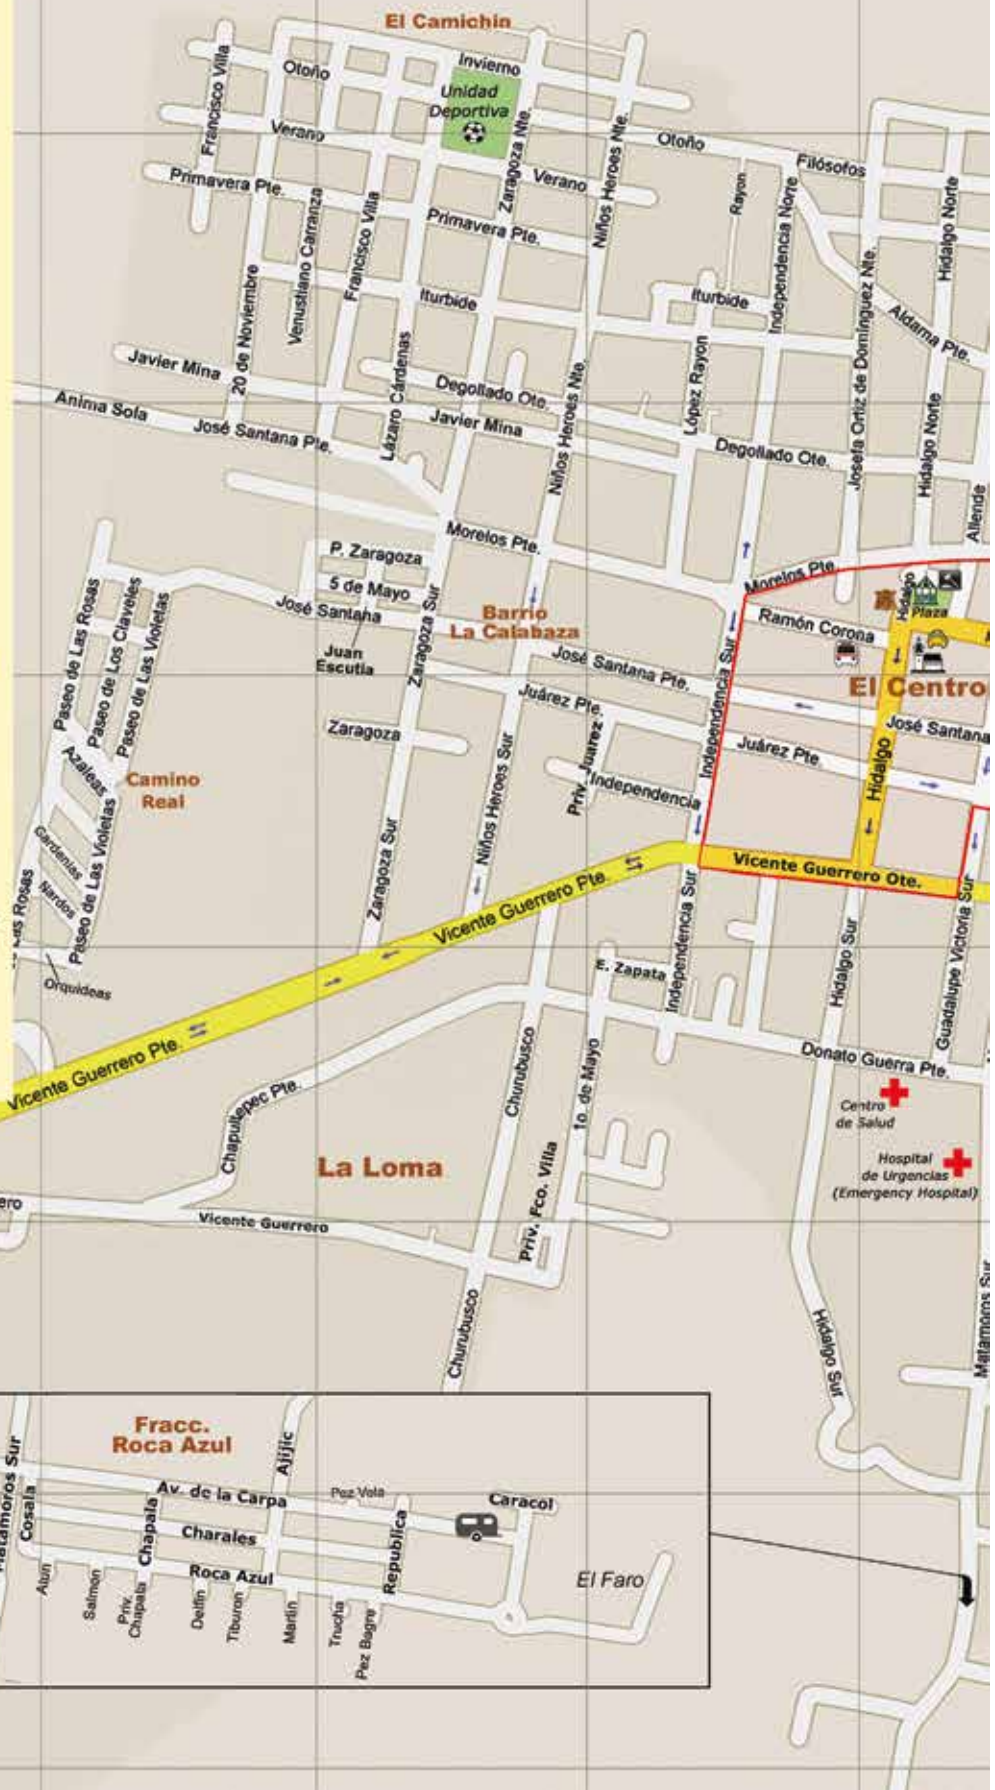 El Camichin
Invierno
Otoño
Francisco Villa
Unidad
Deportiva
Verano
Zaragoza Nte.
Niños Heroes Nte.
Otoño
Filósofos
Primavera Pte.
Verano
Rayon
Independencia Norre
Hidalgo Norte
Venustiano Carranza
Francisco Villa
Primavera Pte.
20 de Noviembre
Iturbide
Iturbide
Josefa Ortiz de Domínguez Nte.
Aldama Pte.
Javier Mina
Lázaro Cárdenas
Degollado Ote.
Niños Heroes Nte.
López Rayon
Anima Sola
José Santana Pte.
Javier Mina
Degollado Ote.
Hidalgo Norte
Allende
Morelos Pte.
P. Zaragoza
5 de Mayo
José Santana
Juan
Escutia
Zaragoza Sur
Barrio
La Calabaza
Morelos Pte.
Hidalgo
Plaza
Ramón Corona
El Centro
Paseo de Las Rosas
Paseo de Los Claveles
Paseo de Las Violetas
José Santana Pte.
Juárez Pte.
Independencia Sur
José Santana
Juárez Pte.
Hidalgo
Zaragoza
Azaleas
Camino
Real
Niños Heroes Sur
Priv. Juarez
Independencia
Gardenias
Nardos
Paseo de Las Violetas
Las Rosas
Orquideas
Zaragoza Sur
Vicente Guerrero Pte.
Vicente Guerrero Ote.
Independencia Sur
E. Zapata
Hidalgo Sur
Guadalupe Victoria Sur
Vicente Guerrero Pte.
Chapultepec Pte.
Churubusco
1o. de Mayo
Donato Guerra Pte.
Centro
de Salud
Hospital
de Urgencias
(Emergency Hospital)
La Loma
Priv. Fco. Villa
ero
Vicente Guerrero
Churubusco
Hidalgo Sur
Matamoros Sur
Fracc.
Roca Azul
Matamoros Sur
Cosala
Ajijic
Av. de la Carpa
Pez Vela
Caracol
Chapala
Charales
Republica
Roca Azul
El Faro
Atun
Salmon
Priv.
Chapala
Delfin
Tiburon
Martin
Trucha
Pez Bagre